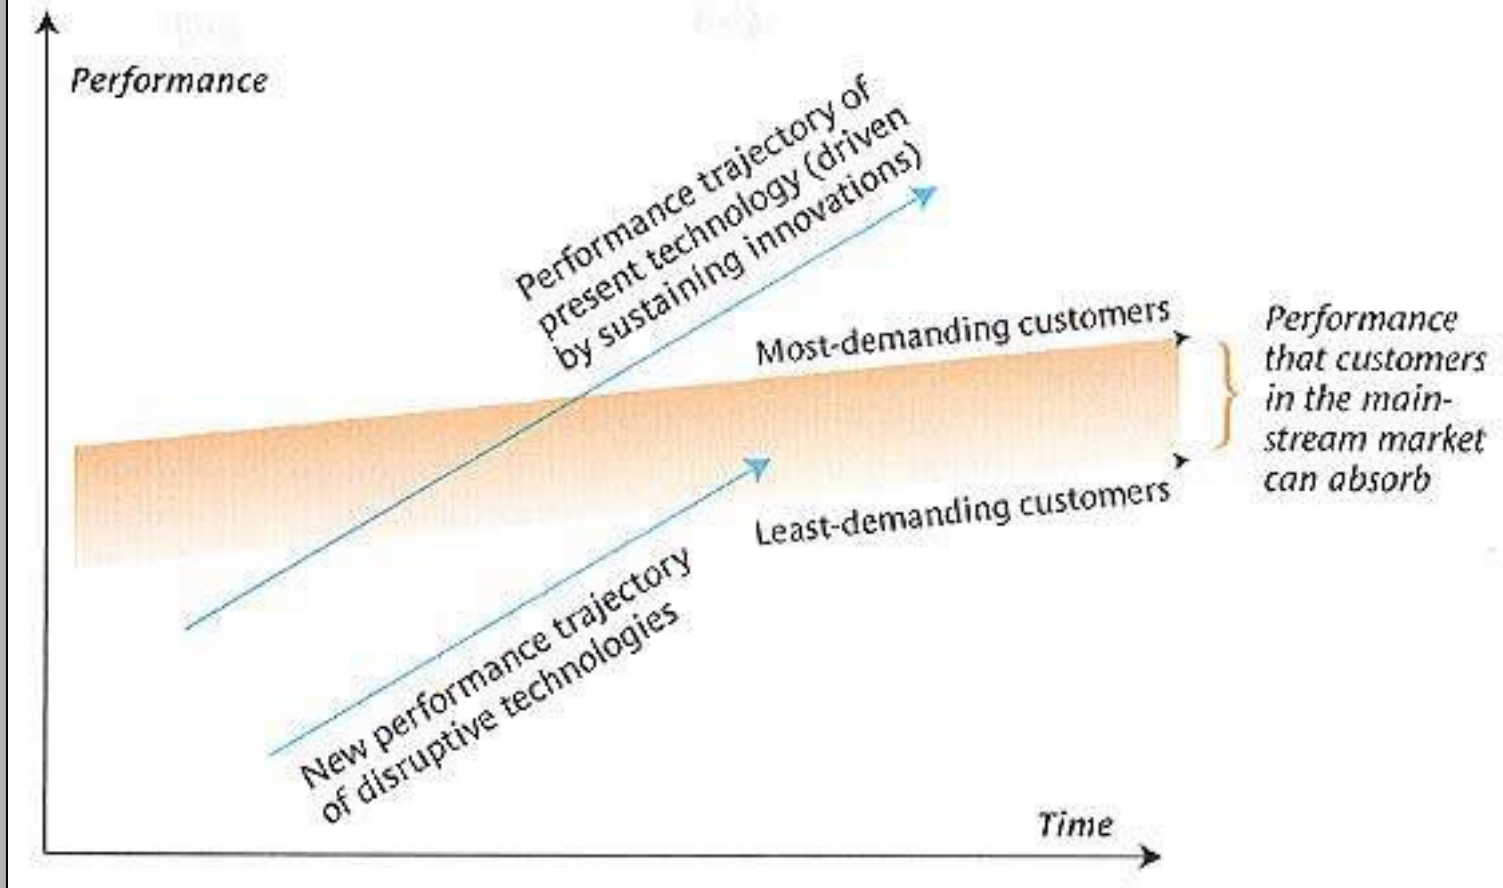 Performance
Performance trajectory of
present technology (driven
by sustaining innovations)
Most-demanding customers
Performance
that customers
in the main-
stream market
can absorb
Least-demanding customers
New performance trajectory
of disruptive technologies
Time